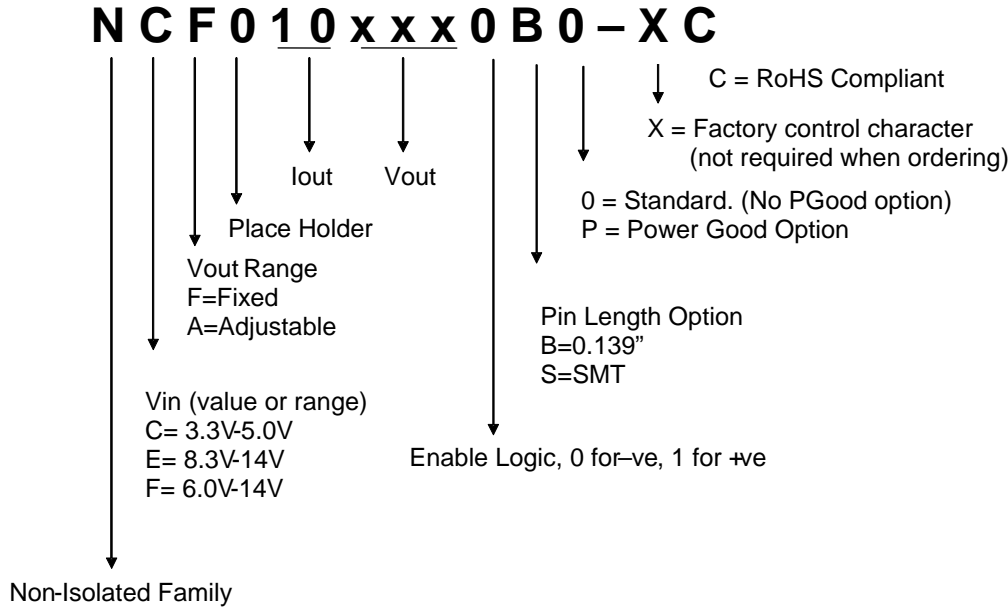 N C F 0 1 0 x x x 0 B 0 – X C
C = RoHS Compliant
X = Factory control character
(not required when ordering)
Iout
Vout
0 = Standard. (No PGood option)
P = Power Good Option
Place Holder
Vout Range
F=Fixed
A=Adjustable
Pin Length Option
B=0.139”
S=SMT
Vin (value or range)
C= 3.3V-5.0V
E= 8.3V-14V
F= 6.0V-14V
Enable Logic, 0 for–ve, 1 for +ve
Non-Isolated Family